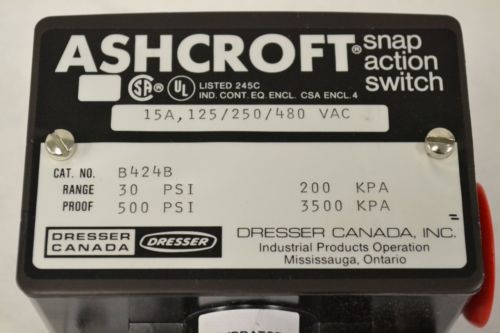 ASHCROFT® snap action switch
SA® UL LISTED 245C
IND. CONT. EQ. ENCL. CSA ENCL. 4
15A, 125/250/480 VAC
CAT. NO. B424B
RANGE 30 PSI 200 KPA
PROOF 500 PSI 3500 KPA
DRESSER CANADA DRESSER
DRESSER CANADA, INC.
Industrial Products Operation
Mississauga, Ontario